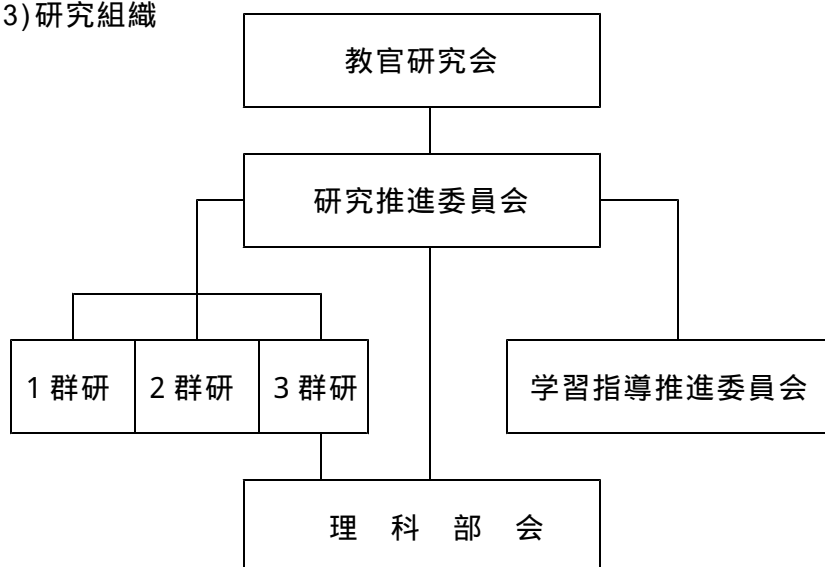 3)研究組織
教官研究会
研究推進委員会
1群研 2群研 3群研
学習指導推進委員会
理 科 部 会